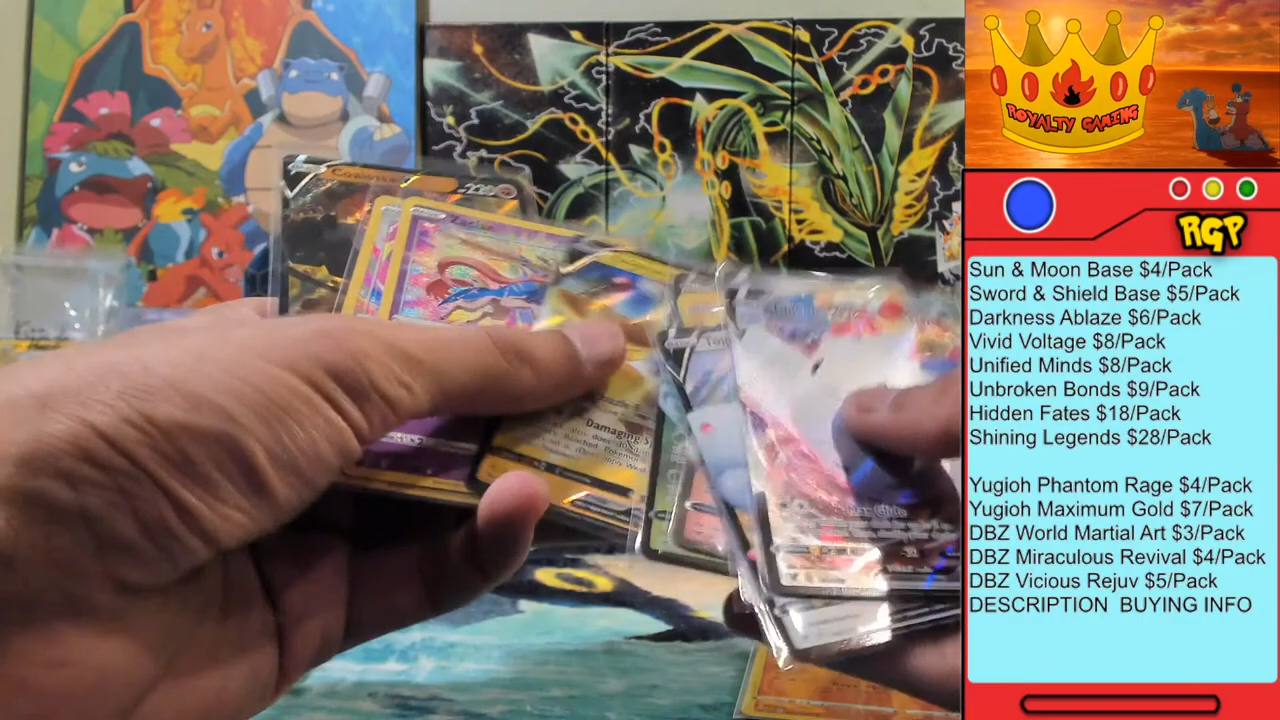 ROYALTY GAMING
RGP
Sun & Moon Base $4/Pack
Sword & Shield Base $5/Pack
Darkness Ablaze $6/Pack
Vivid Voltage $8/Pack
Unified Minds $8/Pack
Unbroken Bonds $9/Pack
Hidden Fates $18/Pack
Shining Legends $28/Pack
Yugioh Phantom Rage $4/Pack
Yugioh Maximum Gold $7/Pack
DBZ World Martial Art $3/Pack
DBZ Miraculous Revival $4/Pack
DBZ Vicious Rejuv $5/Pack
DESCRIPTION BUYING INFO
220
Damaging